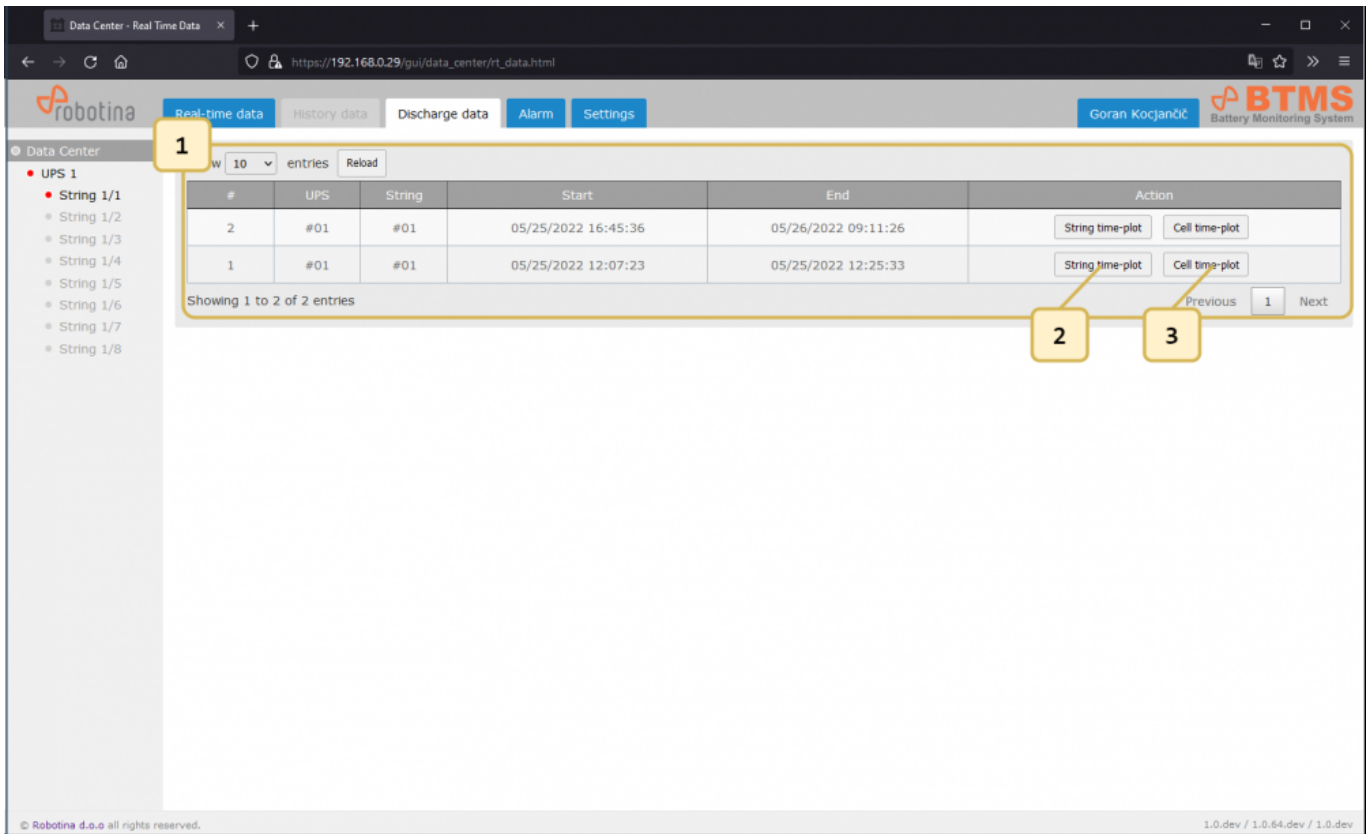 Data Center - Real Time Data
https://192.168.0.29/gui/data_center/rt_data.html
robotina
Real-time data History data Discharge data Alarm Settings Goran Kocjančič
BTMS
Battery Monitoring System
Data Center
UPS 1
String 1/1
String 1/2
String 1/3
String 1/4
String 1/5
String 1/6
String 1/7
String 1/8
1
10 entries Reload
# UPS String Start End Action
2 #01 #01 05/25/2022 16:45:36 05/26/2022 09:11:26 String time-plot Cell time-plot
1 #01 #01 05/25/2022 12:07:23 05/25/2022 12:25:33 String time-plot Cell time-plot
Showing 1 to 2 of 2 entries Previous 1 Next
2 3
© Robotina d.o.o all rights reserved. 1.0.dev / 1.0.64.dev / 1.0.dev